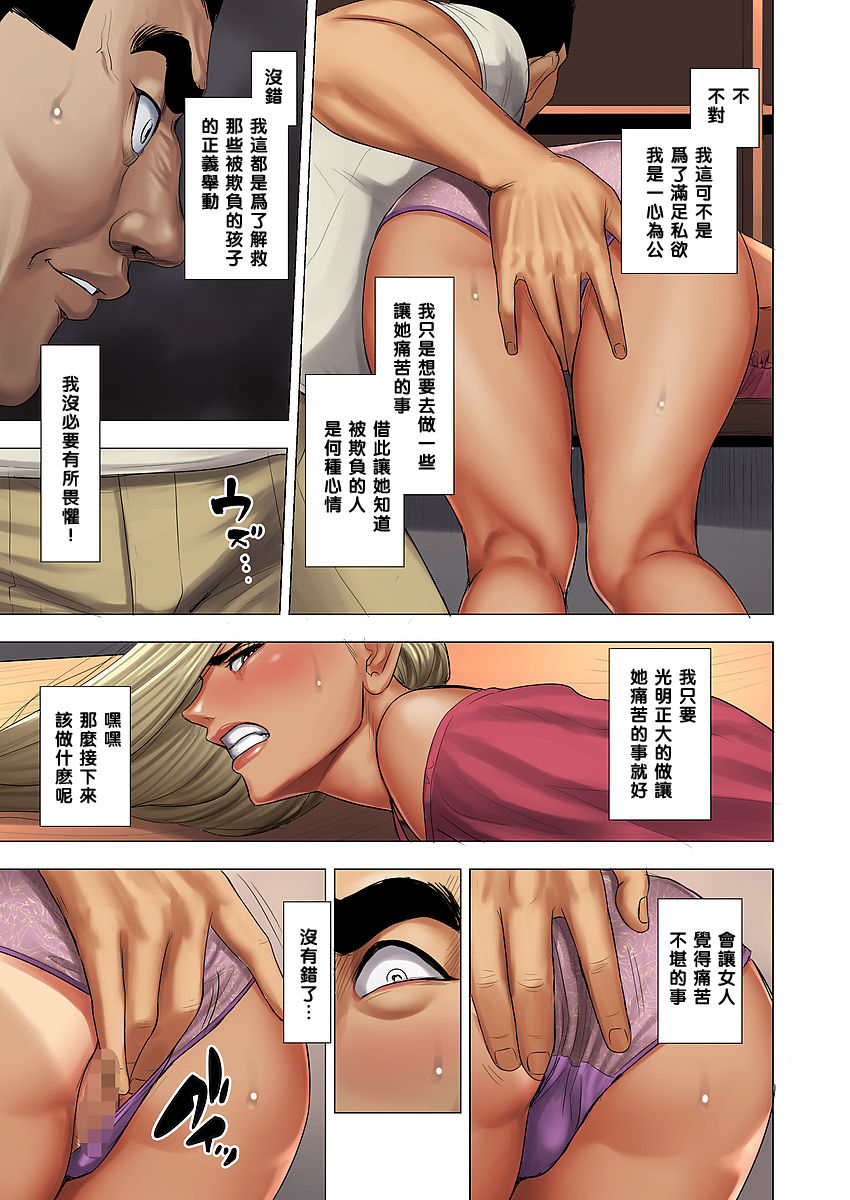 不
不對
我這可不是
爲了滿足私欲
我是一心為公
我只是想要去做一些
讓她痛苦的事
借此讓她知道
被欺負的人
是何種心情
沒錯
我這都是爲了解救
那些被欺負的孩子
的正義舉動
我沒必要有所畏懼！
ウズ…
我只要
光明正大的做讓
她痛苦的事就好
嘿嘿
那麼接下來
該做什麽呢
會讓女人
覺得痛苦
不堪的事
沒有錯了…
グイッ